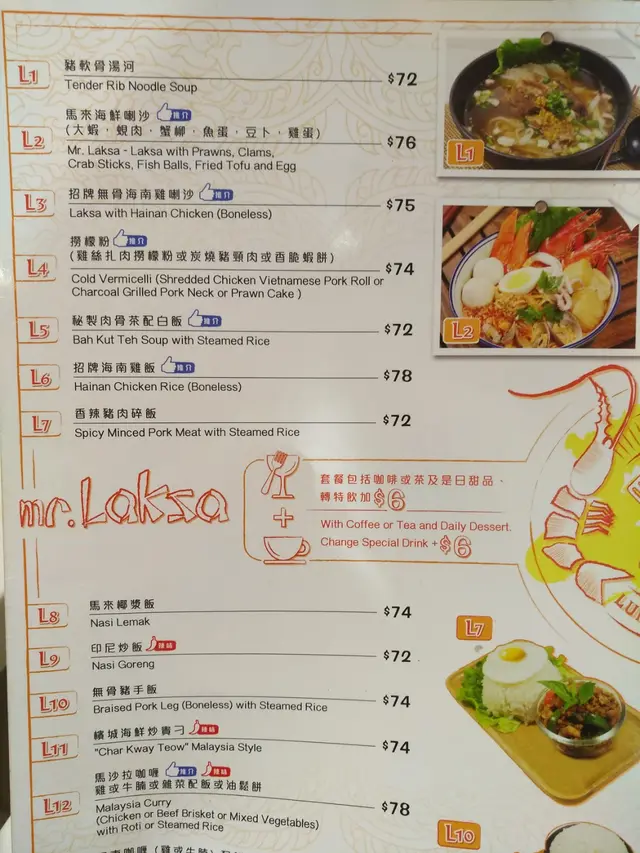 L1
豬軟骨湯河
Tender Rib Noodle Soup
$72
L2
馬來海鮮喇沙 推介
(大蝦，蜆肉，蟹柳，魚蛋，豆卜，雞蛋)
Mr. Laksa - Laksa with Prawns, Clams,
Crab Sticks, Fish Balls, Fried Tofu and Egg
$76
L3
招牌無骨海南雞喇沙 推介
Laksa with Hainan Chicken (Boneless)
$75
L4
撈檬粉 推介
(雞絲扎肉撈檬粉或炭燒豬頸肉或香脆蝦餅)
Cold Vermicelli (Shredded Chicken Vietnamese Pork Roll or
Charcoal Grilled Pork Neck or Prawn Cake )
$74
L5
秘製肉骨茶配白飯 推介
Bah Kut Teh Soup with Steamed Rice
$72
L6
招牌海南雞飯 推介
Hainan Chicken Rice (Boneless)
$78
L7
香辣豬肉碎飯
Spicy Minced Pork Meat with Steamed Rice
$72
L1
L2
mr.Laksa
+
套餐包括咖啡或茶及是日甜品。
轉特飲加$6
With Coffee or Tea and Daily Dessert.
Change Special Drink +$6
L8
馬來椰漿飯
Nasi Lemak
$74
L9
印尼炒飯 辣味
Nasi Goreng
$72
L10
無骨豬手飯
Braised Pork Leg (Boneless) with Steamed Rice
$74
L11
檳城海鮮炒貴刁 辣味
"Char Kway Teow" Malaysia Style
$74
L12
馬沙拉咖喱 推介 辣味
雞或牛腩或雜菜配飯或油鬆餅
Malaysia Curry
(Chicken or Beef Brisket or Mixed Vegetables)
with Roti or Steamed Rice
$78
L7
L10